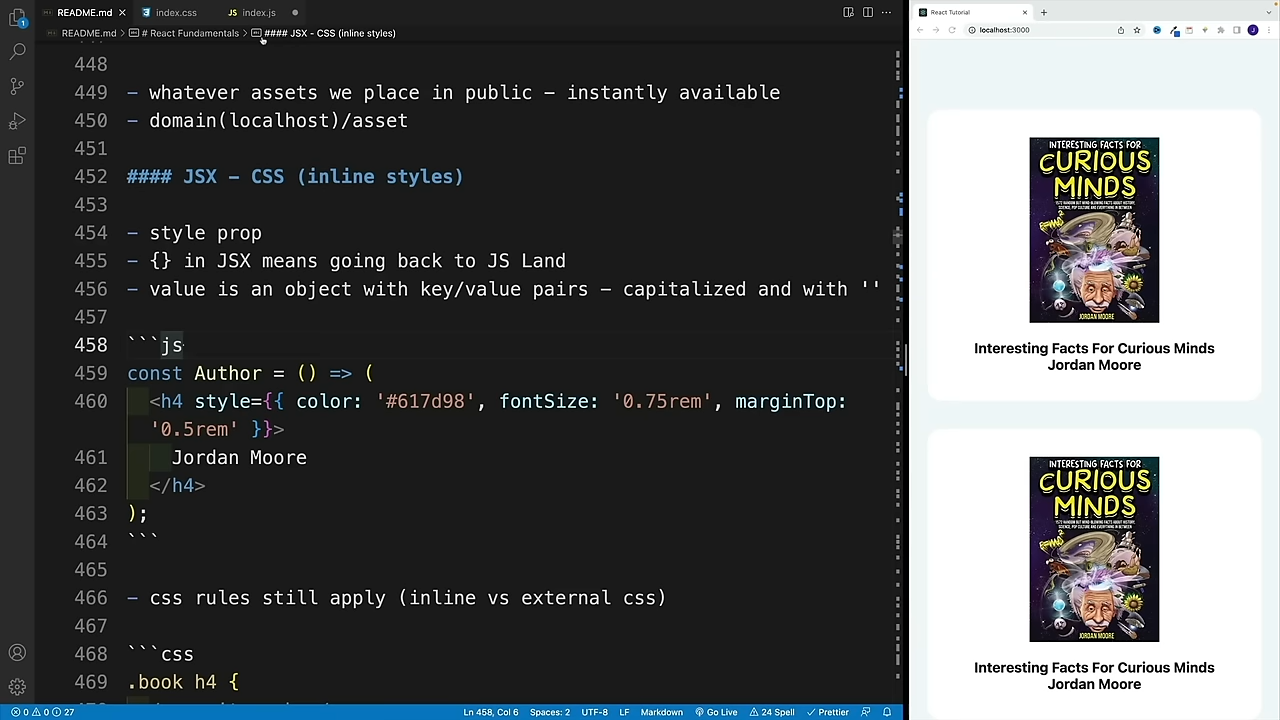 README.md
index.css
index.js
README.md > # React Fundamentals > #### JSX - CSS (inline styles)
448
449 - whatever assets we place in public - instantly available
450 - domain(localhost)/asset
451
452 #### JSX - CSS (inline styles)
453
454 - style prop
455 - {} in JSX means going back to JS Land
456 - value is an object with key/value pairs - capitalized and with ''
457
458 ```js
459 const Author = () => (
460 <h4 style={{ color: '#617d98', fontSize: '0.75rem', marginTop:
'0.5rem' }}>
461 Jordan Moore
462 </h4>
463 );
464 ```
465
466 - css rules still apply (inline vs external css)
467
468 ```css
469 .book h4 {
0 0 27
Ln 458, Col 6 Spaces: 2 UTF-8 LF Markdown Go Live 24 Spell Prettier
React Tutorial
localhost:3000
INTERESTING FACTS FOR
CURIOUS
MINDS
JORDAN MOORE
Interesting Facts For Curious Minds
Jordan Moore
INTERESTING FACTS FOR
CURIOUS
MINDS
JORDAN MOORE
Interesting Facts For Curious Minds
Jordan Moore